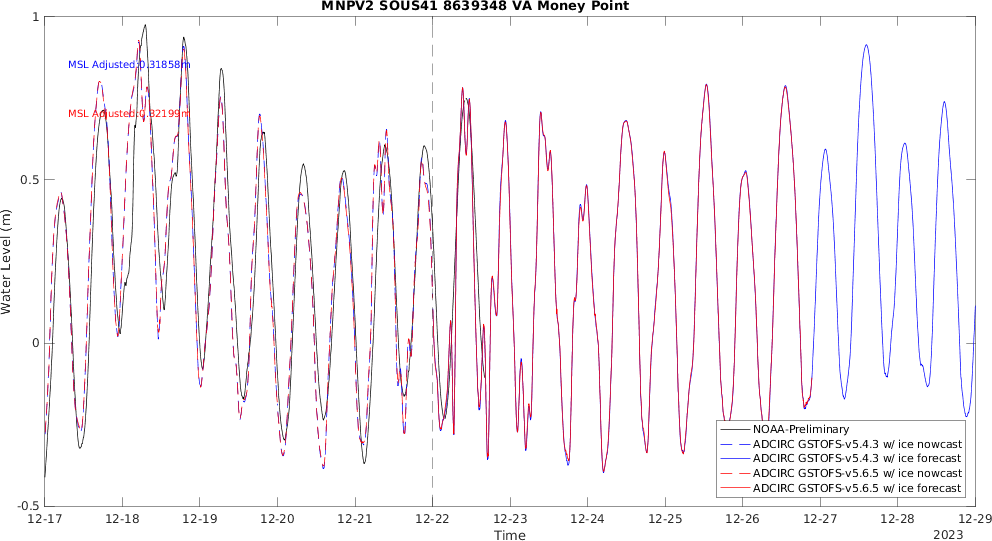 MNPV2 SOUS41 8639348 VA Money Point
1
0.5
0
-0.5
Water Level (m)
MSL Adjusted:0.31858m
MSL Adjusted:0.32199m
NOAA-Preliminary
ADCIRC GSTOFS-v5.4.3 w/ ice nowcast
ADCIRC GSTOFS-v5.4.3 w/ ice forecast
ADCIRC GSTOFS-v5.6.5 w/ ice nowcast
ADCIRC GSTOFS-v5.6.5 w/ ice forecast
12-17 12-18 12-19 12-20 12-21 12-22 12-23 12-24 12-25 12-26 12-27 12-28 12-29
Time
2023